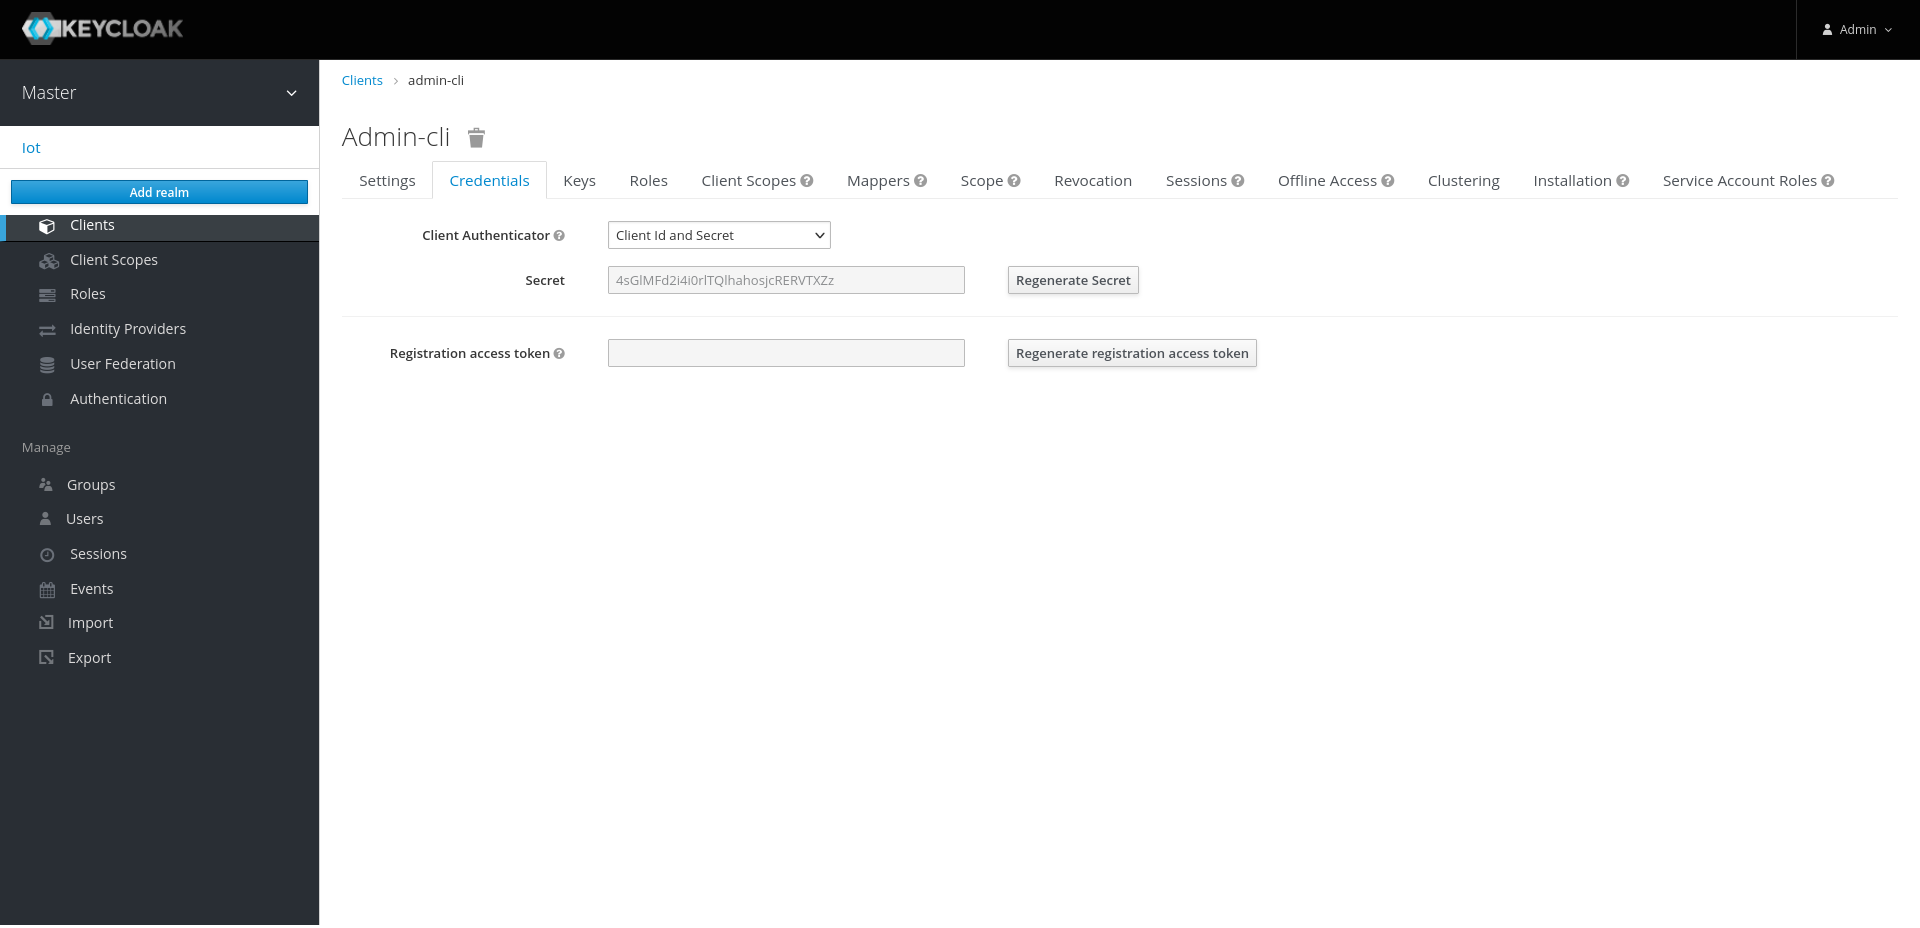 KEYCLOAK
Admin
Master
Iot
Add realm
Clients
Client Scopes
Roles
Identity Providers
User Federation
Authentication
Manage
Groups
Users
Sessions
Events
Import
Export
Clients > admin-cli
Admin-cli
Settings Credentials Keys Roles Client Scopes Mappers Scope Revocation Sessions Offline Access Clustering Installation Service Account Roles
Client Authenticator Client Id and Secret
Secret 4sGlMFd2i4i0rlTQlhahosjcRERVTXZz Regenerate Secret
Registration access token Regenerate registration access token